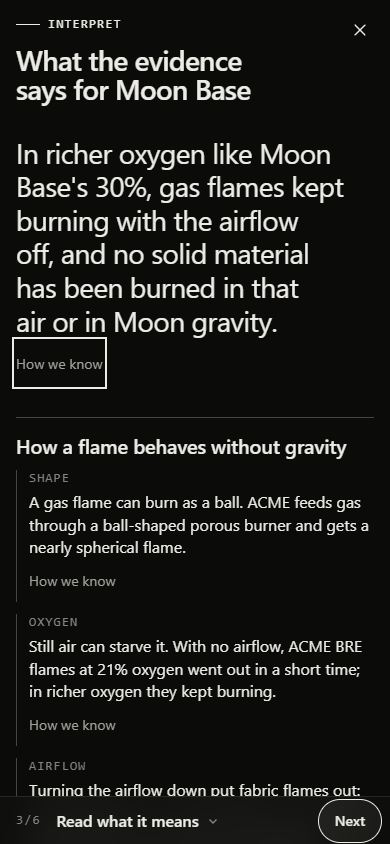 INTERPRET
What the evidence
says for Moon Base
In richer oxygen like Moon
Base's 30%, gas flames kept
burning with the airflow
off, and no solid material
has been burned in that
air or in Moon gravity.
How we know
How a flame behaves without gravity
SHAPE
A gas flame can burn as a ball. ACME feeds gas
through a ball-shaped porous burner and gets a
nearly spherical flame.
How we know
OXYGEN
Still air can starve it. With no airflow, ACME BRE
flames at 21% oxygen went out in a short time;
in richer oxygen they kept burning.
How we know
AIRFLOW
Turning the airflow down put fabric flames out:
3/6 Read what it means
Next